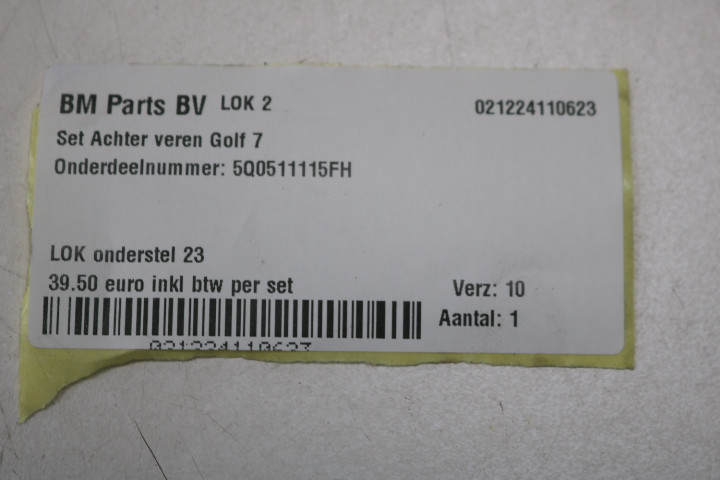 BM Parts BV LOK 2 021224110623
Set Achter veren Golf 7
Onderdeelnummer: 5Q0511115FH
LOK onderstel 23
39.50 euro inkl btw per set Verz: 10
Aantal: 1
021224110623